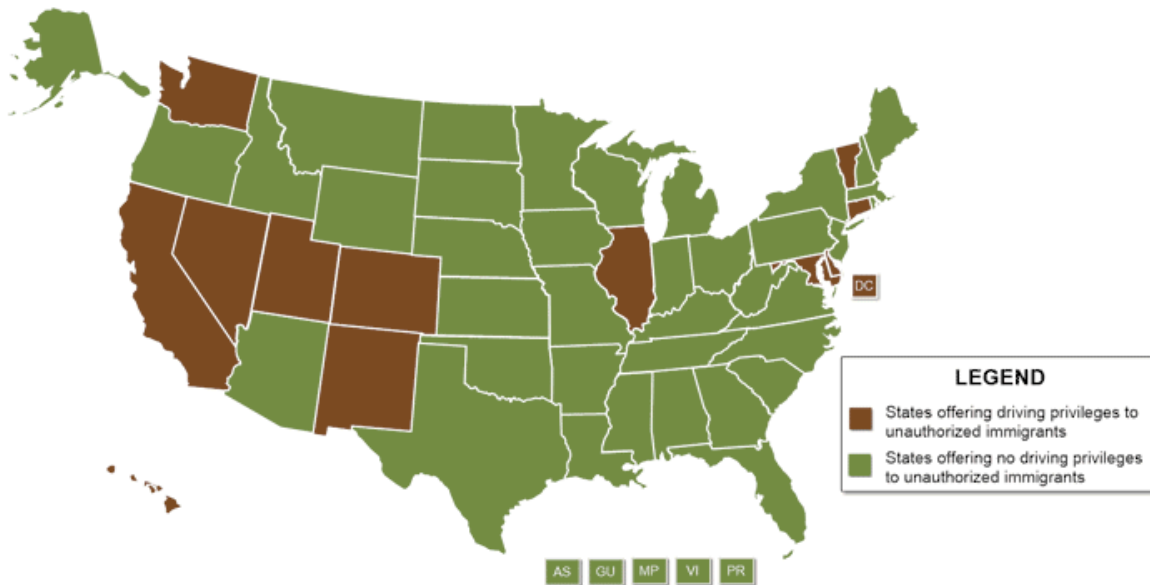 DC
LEGEND
States offering driving privileges to
unauthorized immigrants
States offering no driving privileges
to unauthorized immigrants
AS GU MP VI PR